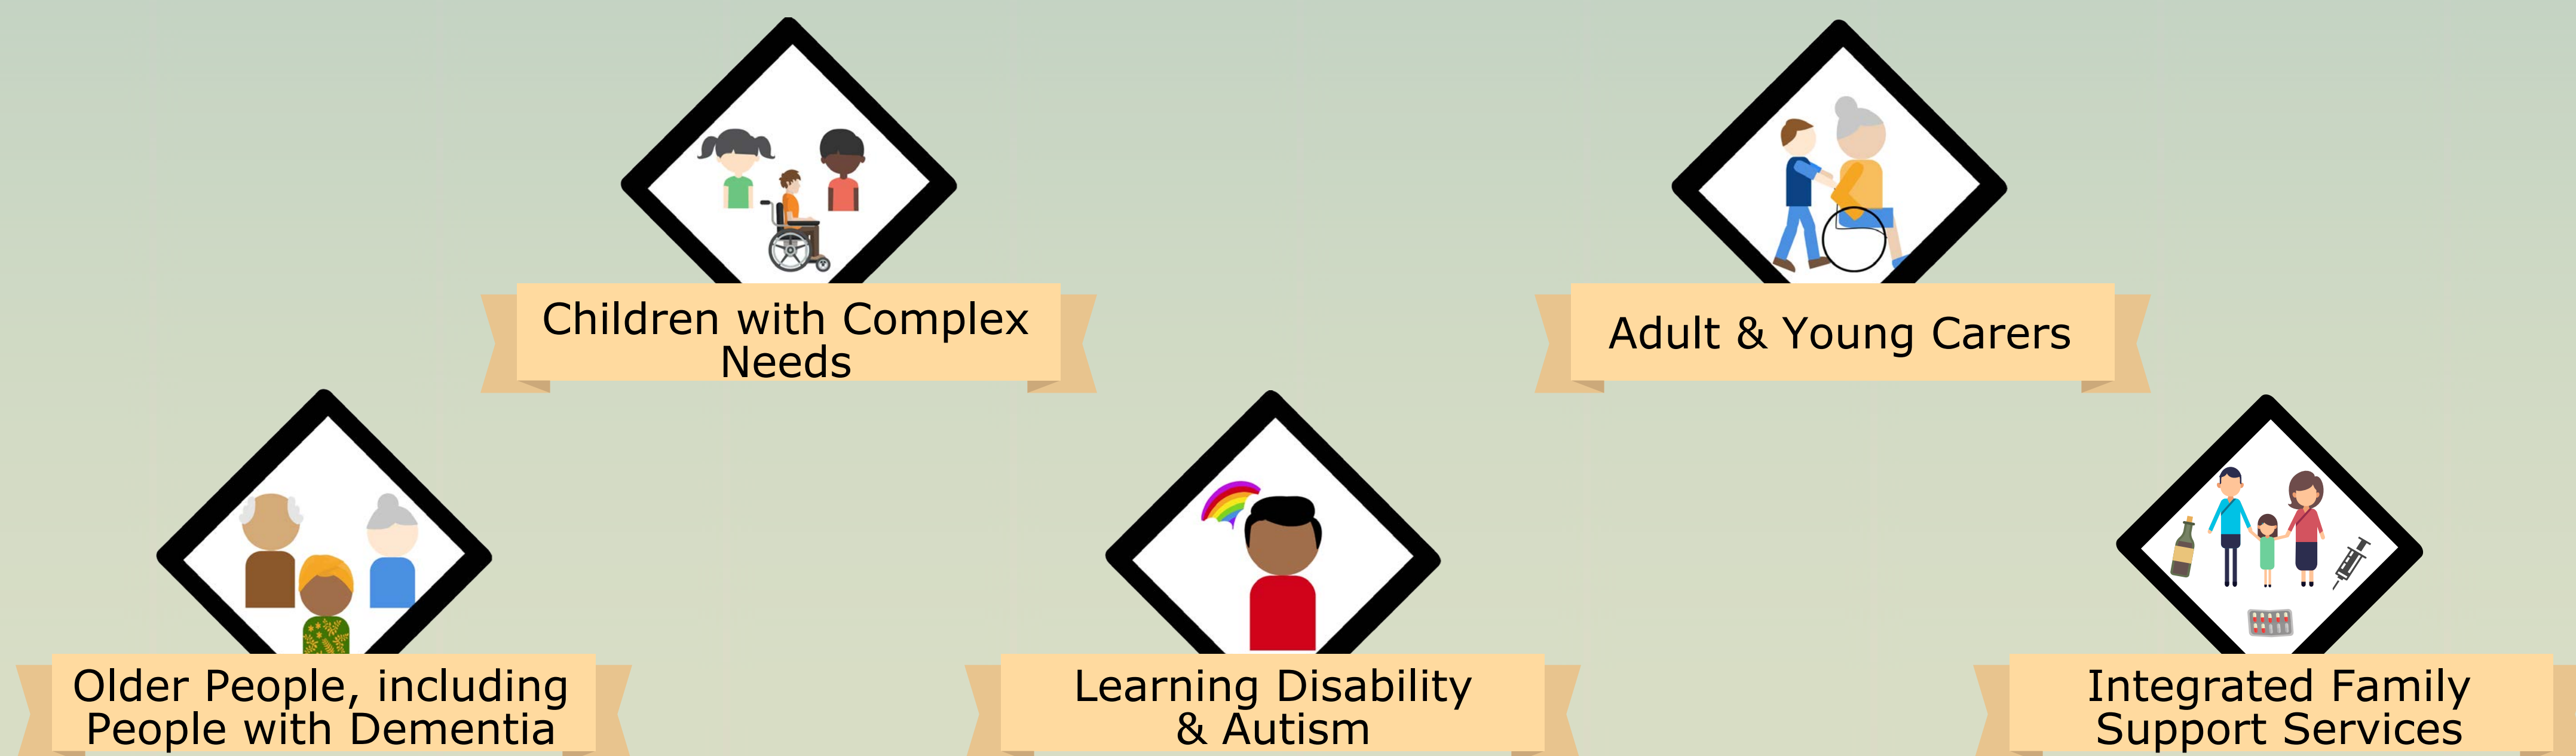 Children with Complex
Needs
Adult & Young Carers
Older People, including
People with Dementia
Learning Disability
& Autism
Integrated Family
Support Services